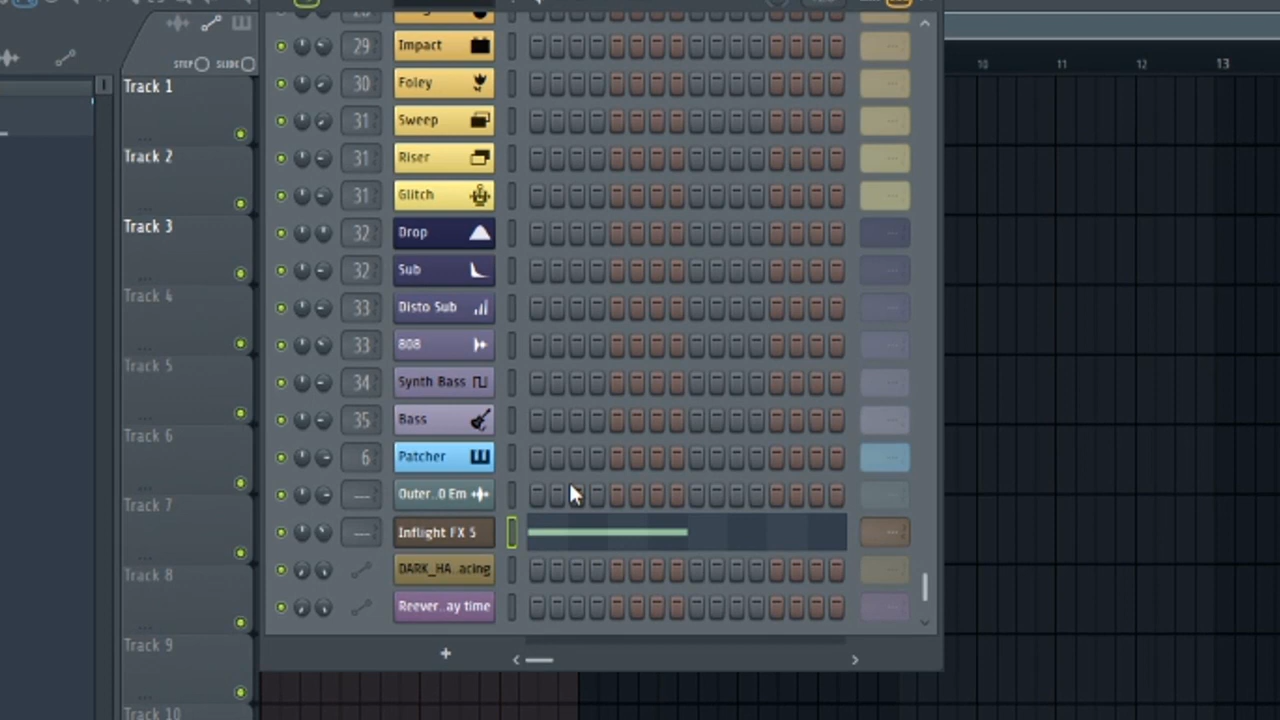 STEP SLIDE
10 11 12 13
Track 1
Track 2
Track 3
Track 4
Track 5
Track 6
Track 7
Track 8
Track 9
Track 10
29 Impact
30 Foley
31 Sweep
31 Riser
31 Glitch
32 Drop
32 Sub
33 Disto Sub
33 808
34 Synth Bass
35 Bass
6 Patcher
--- Outer..0 Em
--- Inflight FX 5
DARK_HA..acing
Reever..ay time